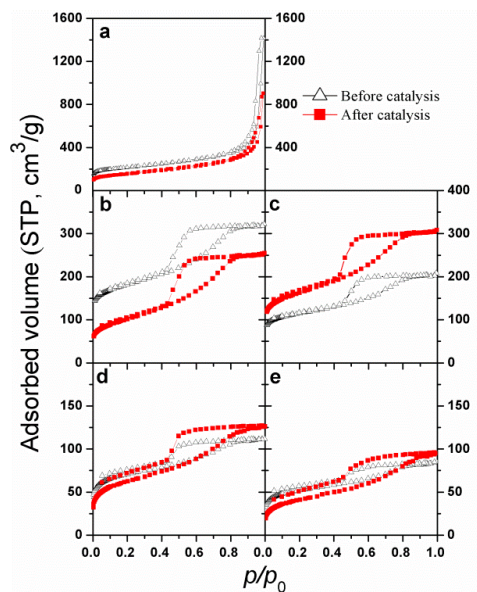 1600 1600
a
1200 1200
Before catalysis
After catalysis
800 800
400 400
b c 400
300 300
200 200
100 100
0 0
d e
150 150
100 100
50 50
0 0
0.0 0.2 0.4 0.6 0.8 0.0 0.2 0.4 0.6 0.8 1.0
p/p0
Adsorbed volume (STP, cm³/g)